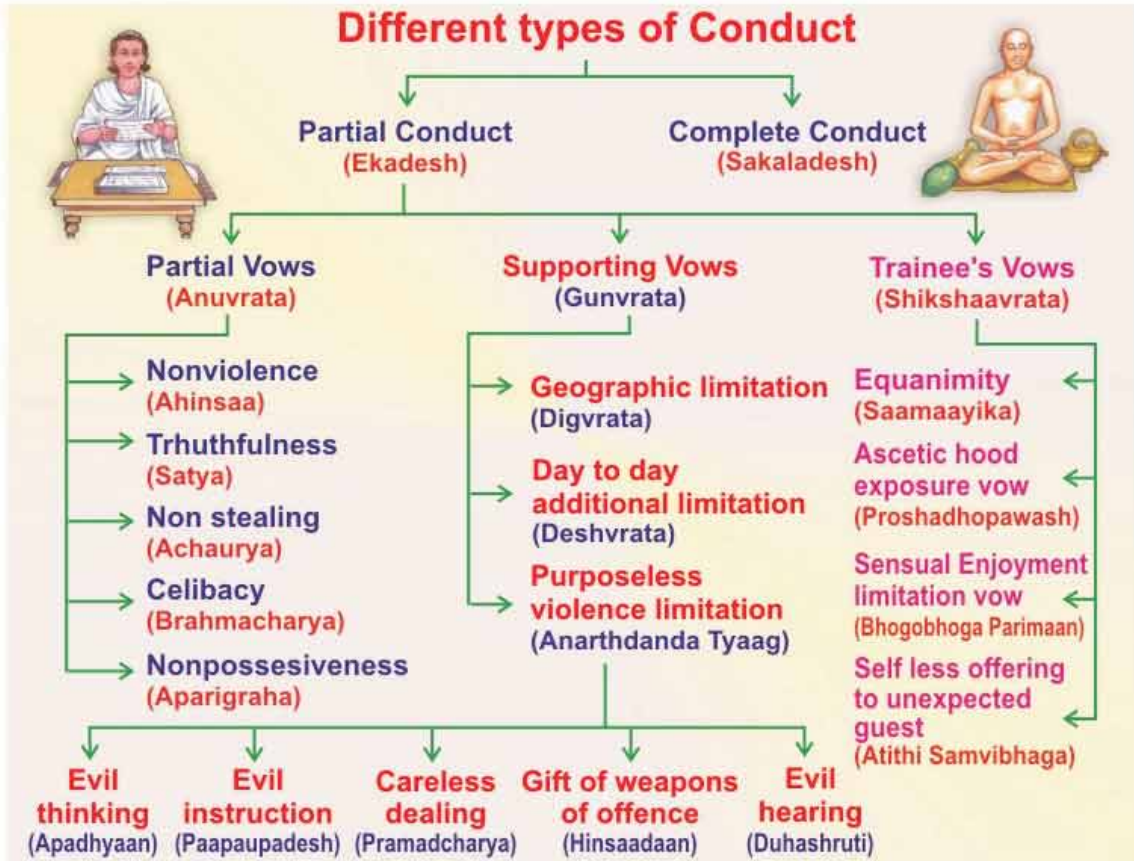 Different types of Conduct
Partial Conduct
(Ekadesh)
Complete Conduct
(Sakaladesh)
Partial Vows
(Anuvrata)
Supporting Vows
(Gunvrata)
Trainee's Vows
(Shikshaavrata)
Nonviolence
(Ahinsaa)
Trhuthfulness
(Satya)
Non stealing
(Achaurya)
Celibacy
(Brahmacharya)
Nonpossesiveness
(Aparigraha)
Geographic limitation
(Digvrata)
Day to day
additional limitation
(Deshvrata)
Purposeless
violence limitation
(Anarthdanda Tyaag)
Equanimity
(Saamaayika)
Ascetic hood
exposure vow
(Proshadhopawash)
Sensual Enjoyment
limitation vow
(Bhogobhoga Parimaan)
Self less offering
to unexpected
guest
(Atithi Samvibhaga)
Evil
thinking
(Apadhyaan)
Evil
instruction
(Paapaupadesh)
Careless
dealing
(Pramadcharya)
Gift of weapons
of offence
(Hinsaadaan)
Evil
hearing
(Duhashruti)